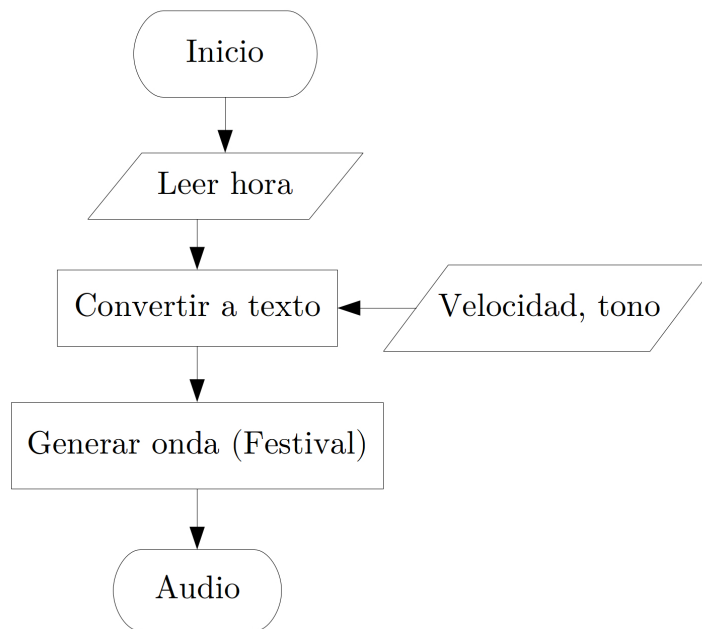 Inicio
Leer hora
Convertir a texto
Velocidad, tono
Generar onda (Festival)
Audio